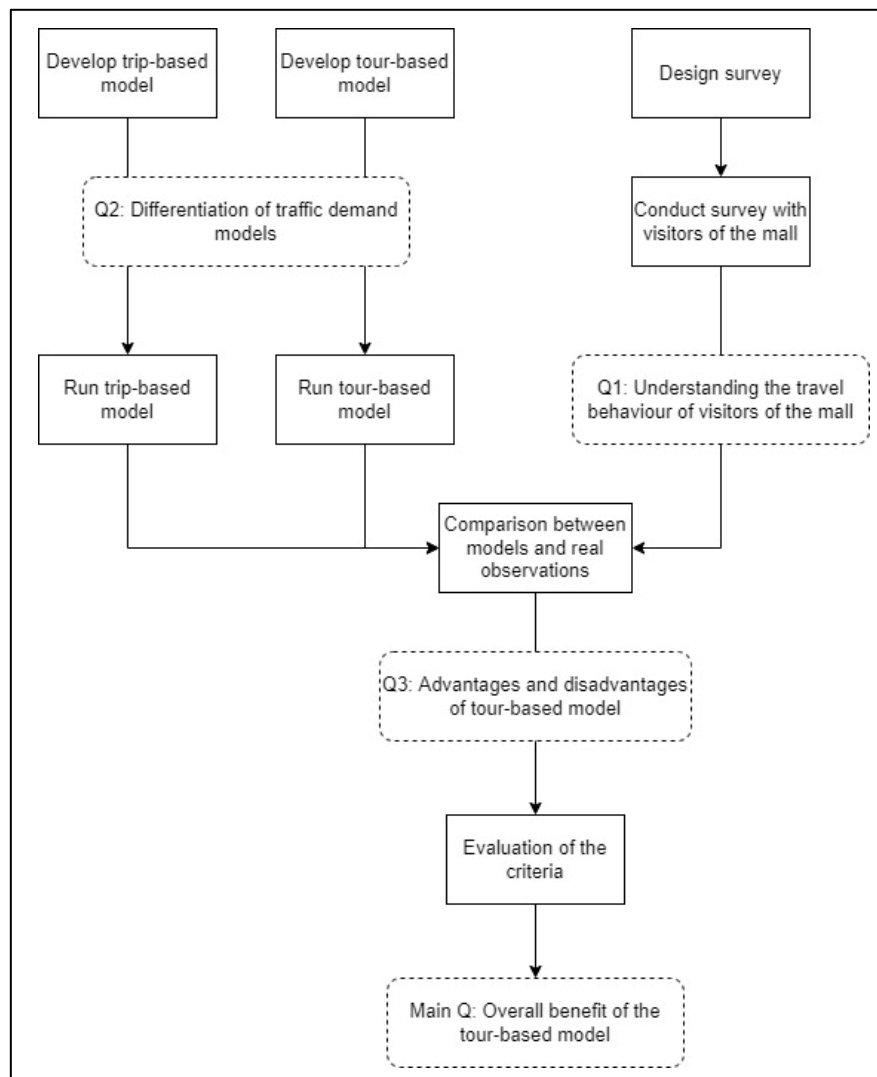 Develop trip-based
model
Develop tour-based
model
Design survey
Q2: Differentiation of traffic demand
models
Conduct survey with
visitors of the mall
Run trip-based
model
Run tour-based
model
Q1: Understanding the travel
behaviour of visitors of the mall
Comparison between
models and real
observations
Q3: Advantages and disadvantages
of tour-based model
Evaluation of the
criteria
Main Q: Overall benefit of the
tour-based model